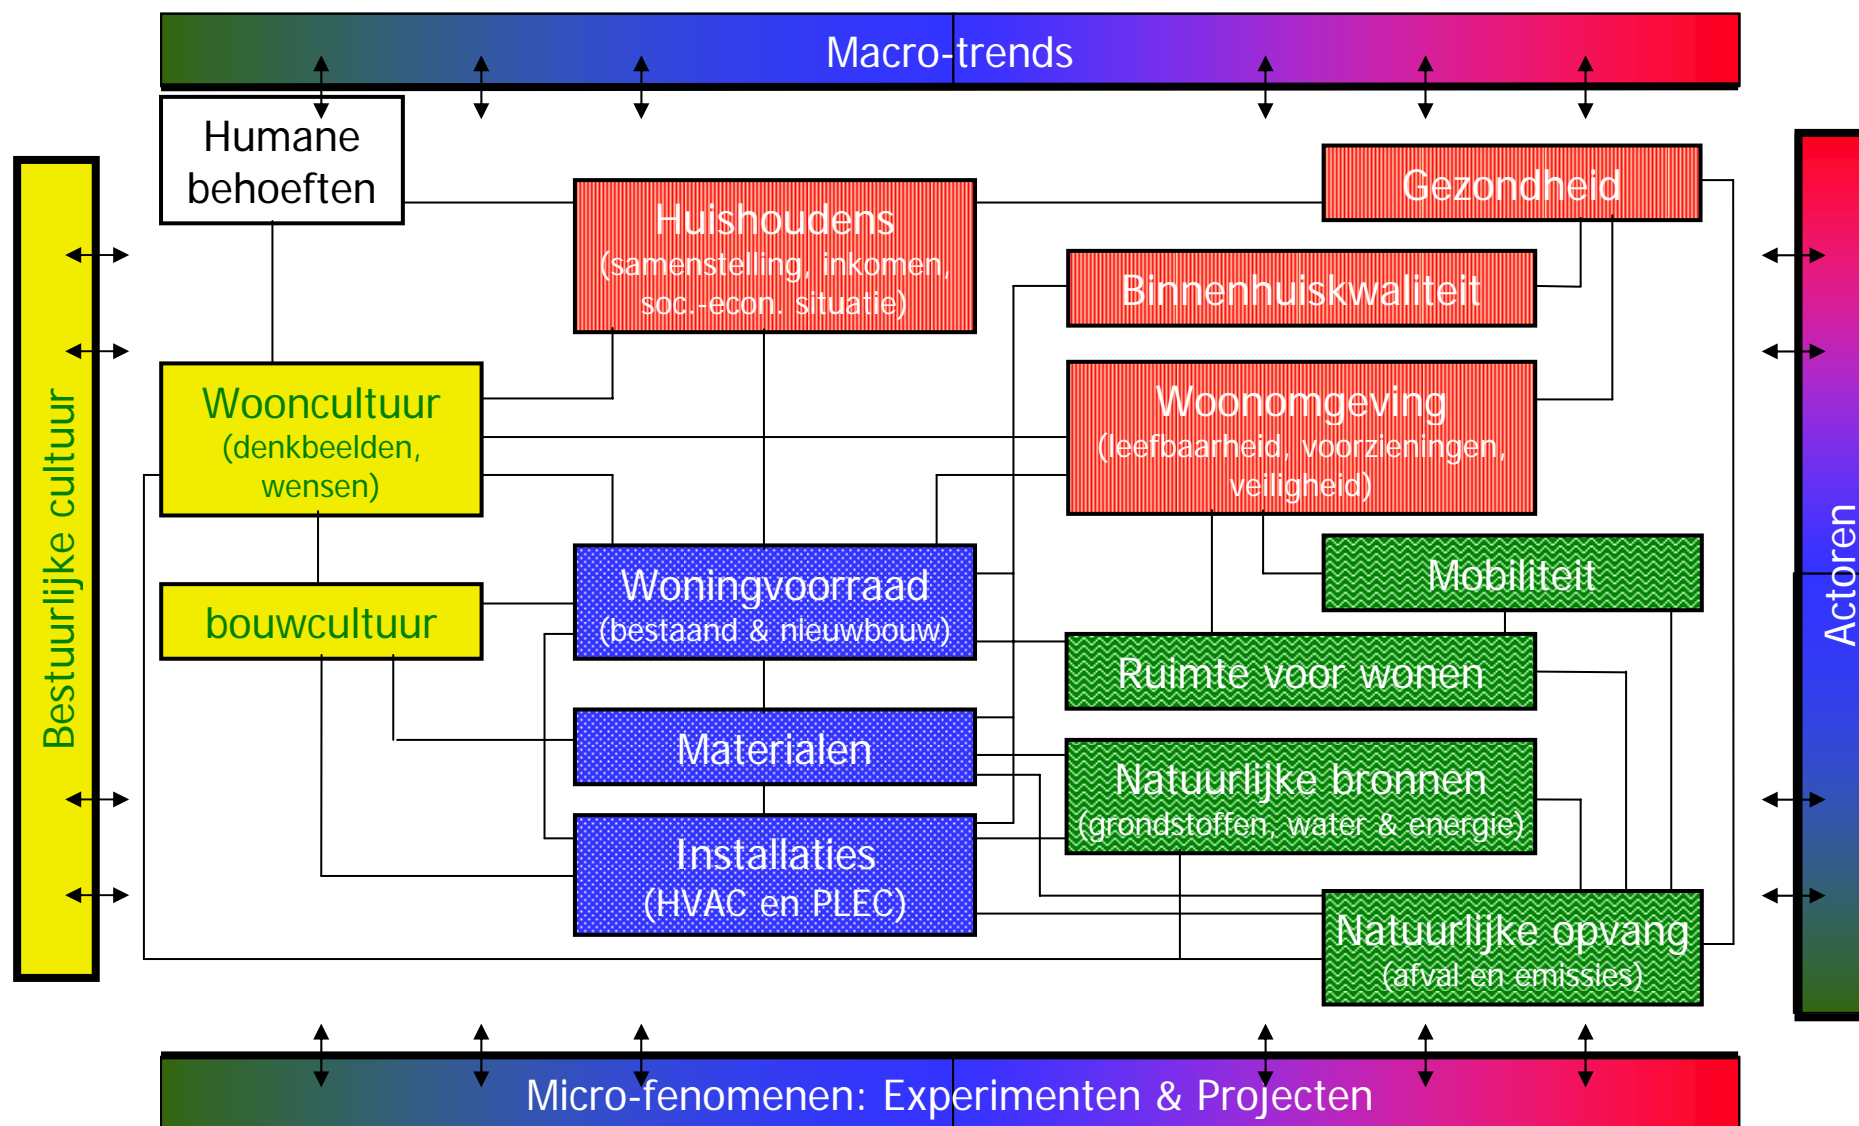 Macro-trends
Humane
behoeften
Huishoudens
(samenstelling, inkomen,
soc.-econ. situatie)
Gezondheid
Binnenhuiskwaliteit
Wooncultuur
(denkbeelden,
wensen)
Woonomgeving
(leefbaarheid, voorzieningen,
veiligheid)
bouwcultuur
Woningvoorraad
(bestaand & nieuwbouw)
Mobiliteit
Ruimte voor wonen
Materialen
Natuurlijke bronnen
(grondstoffen, water & energie)
Installaties
(HVAC en PLEC)
Natuurlijke opvang
(afval en emissies)
Bestuurlijke cultuur
Actoren
Micro-fenomenen: Experimenten & Projecten